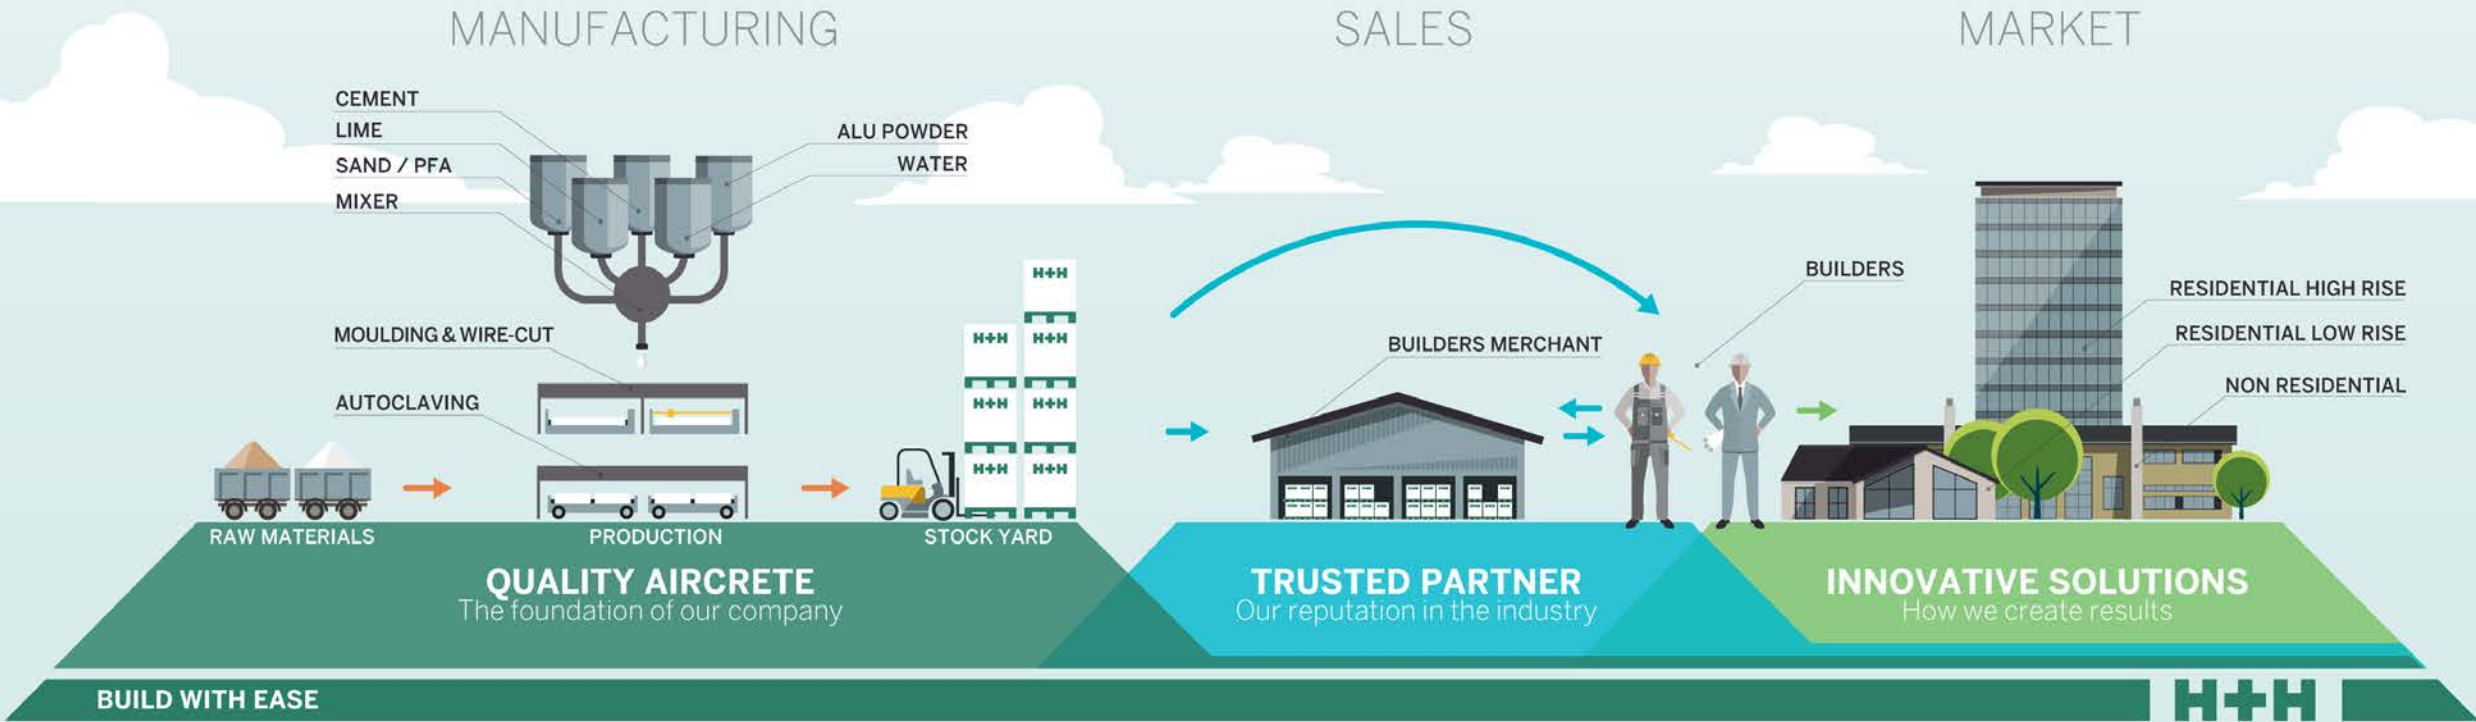 MANUFACTURING
SALES
MARKET
CEMENT
LIME
SAND / PFA
MIXER
ALU POWDER
WATER
MOULDING & WIRE-CUT
AUTOCLAVING
H+H
H+H
H+H
H+H
H+H
H+H
H+H
BUILDERS MERCHANT
BUILDERS
RESIDENTIAL HIGH RISE
RESIDENTIAL LOW RISE
NON RESIDENTIAL
RAW MATERIALS
PRODUCTION
STOCK YARD
QUALITY AIRCRETE
The foundation of our company
TRUSTED PARTNER
Our reputation in the industry
INNOVATIVE SOLUTIONS
How we create results
BUILD WITH EASE
H+H